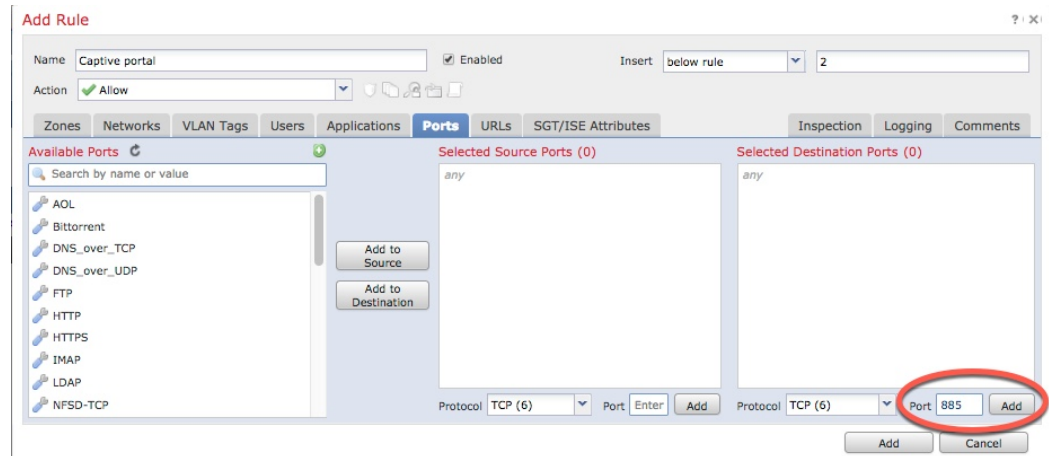 Add Rule
Name Captive portal Enabled Insert below rule 2
Action Allow
Zones Networks VLAN Tags Users Applications Ports URLs SGT/ISE Attributes Inspection Logging Comments
Available Ports Selected Source Ports (0) Selected Destination Ports (0)
Search by name or value any any
AOL
Bittorrent
DNS_over_TCP
DNS_over_UDP
FTP
HTTP
HTTPS
IMAP
LDAP
NFSD-TCP
Add to
Source
Add to
Destination
Protocol TCP (6) Port Enter Add Protocol TCP (6) Port 885 Add
Add Cancel